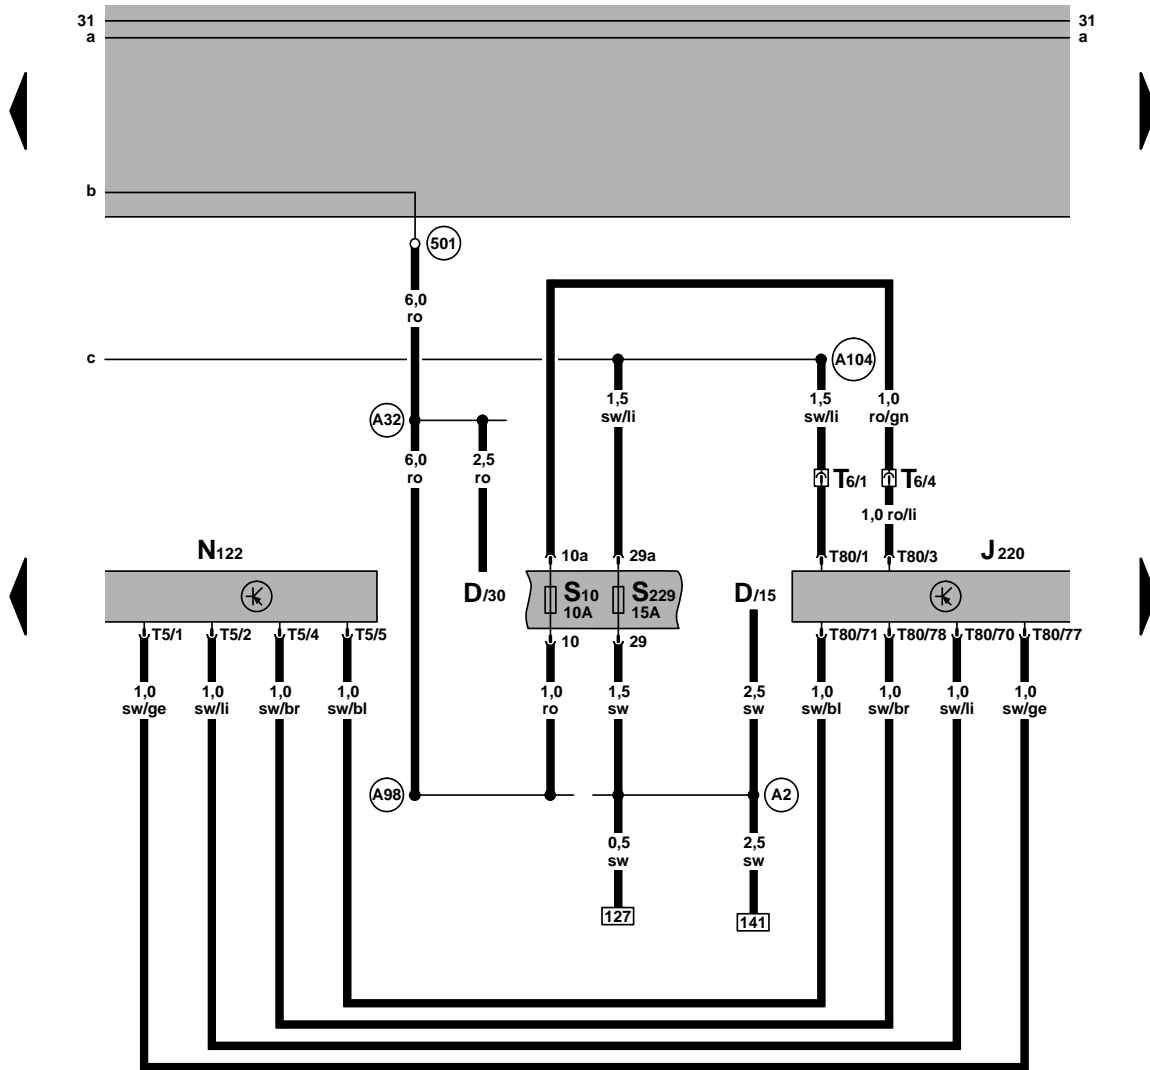 31 31
a a
b
501
6,0
ro
c
A104
1,5
sw/li
1,5
sw/li
1,0
ro/gn
A32
6,0
ro
2,5
ro
T6/1
T6/4
1,0 ro/li
N122
10a
29a
T80/1
T80/3
J220
D/30
S10
10A
S229
15A
D/15
T5/1
T5/2
T5/4
T5/5
10
29
T80/71
T80/78
T80/70
T80/77
1,0
sw/ge
1,0
sw/li
1,0
sw/br
1,0
sw/bl
1,0
ro
1,5
sw
2,5
sw
1,0
sw/bl
1,0
sw/br
1,0
sw/li
1,0
sw/ge
A98
A2
0,5
sw
2,5
sw
127
141